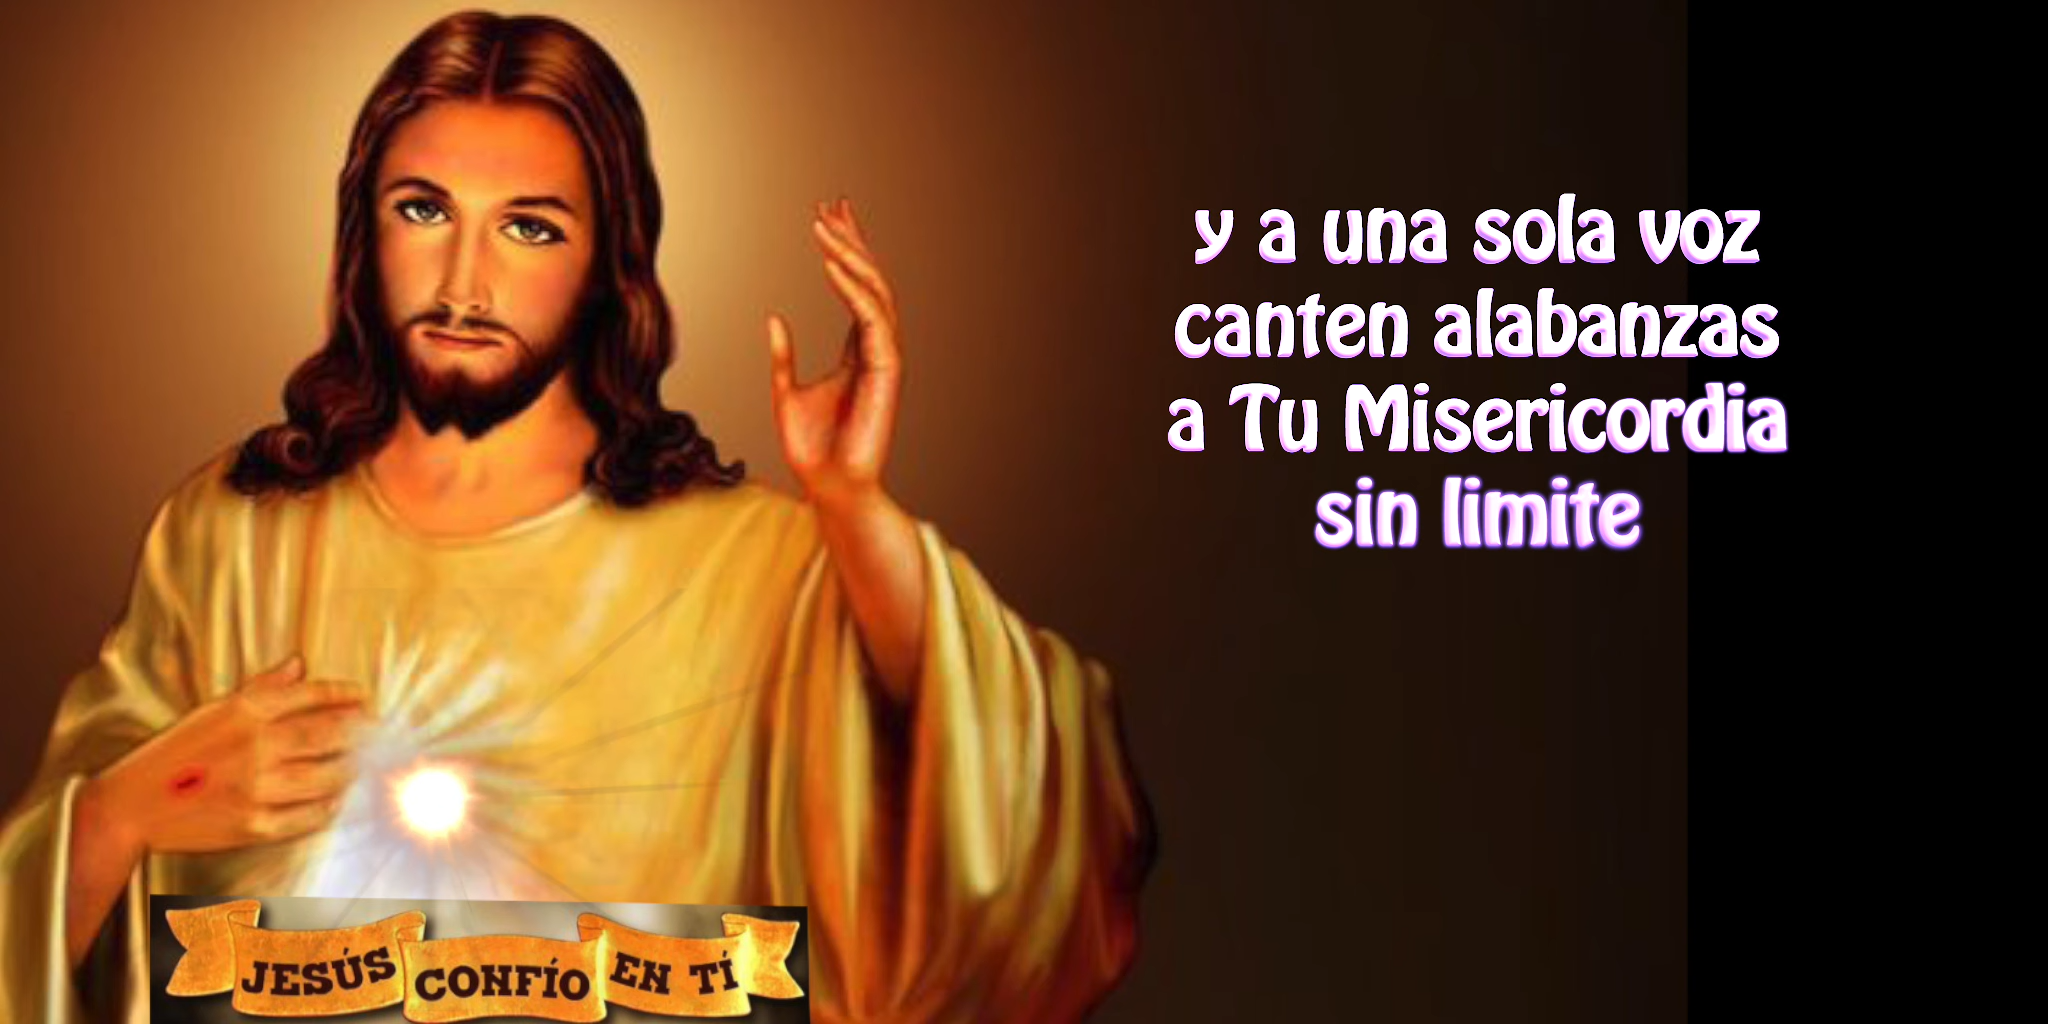 y a una sola voz
canten alabanzas
a Tu Misericordia
sin limite
JESÚS CONFÍO EN TÍ